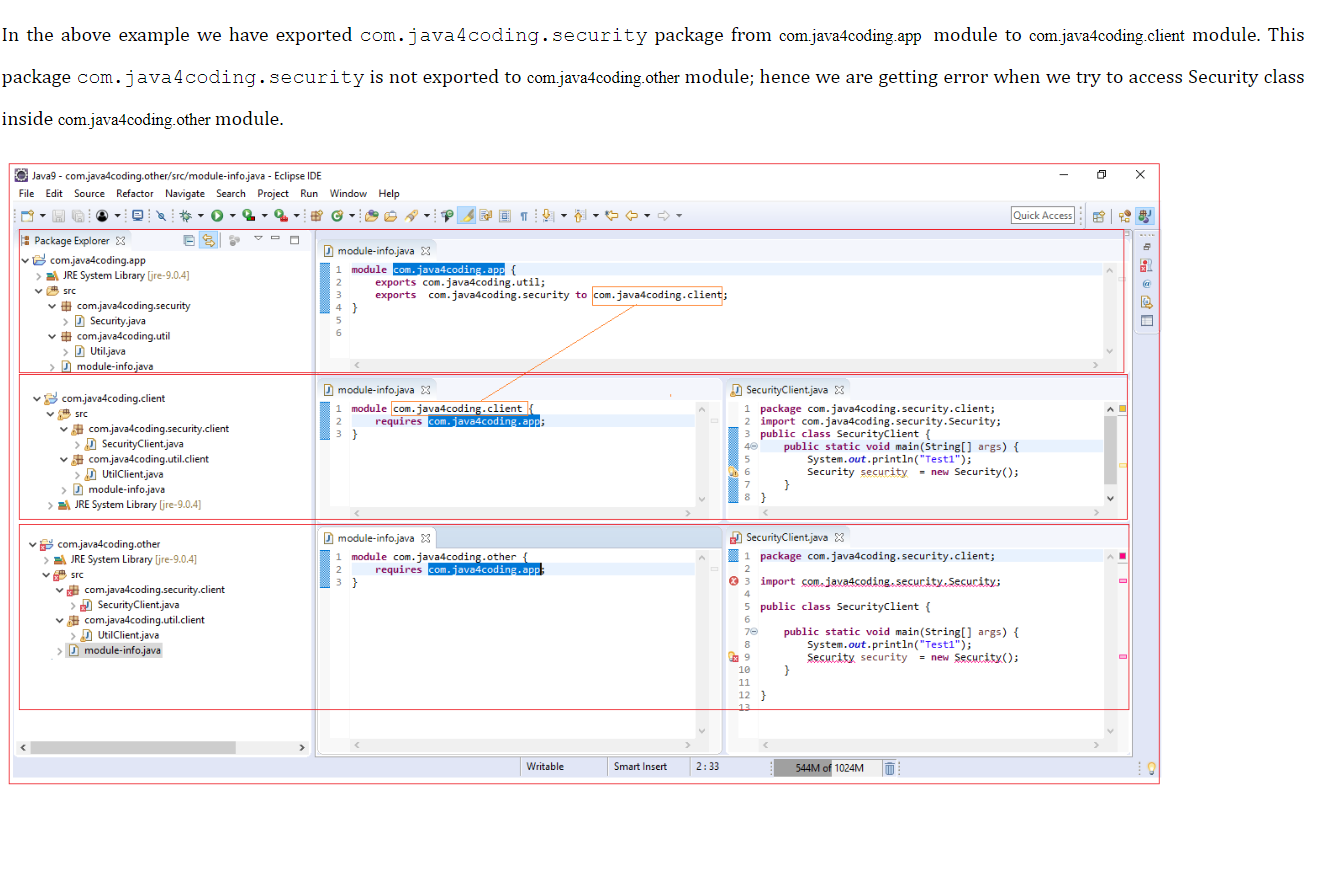 In the above example we have exported com.java4coding.security package from com.java4coding.app module to com.java4coding.client module. This
package com.java4coding.security is not exported to com.java4coding.other module; hence we are getting error when we try to access Security class
inside com.java4coding.other module.
Java9 - com.java4coding.other/src/module-info.java - Eclipse IDE
File Edit Source Refactor Navigate Search Project Run Window Help
Quick Access
Package Explorer
com.java4coding.app
JRE System Library [jre-9.0.4]
src
com.java4coding.security
Security.java
com.java4coding.util
Util.java
module-info.java
module-info.java
1 module com.java4coding.app {
2 exports com.java4coding.util;
3 exports com.java4coding.security to com.java4coding.client;
4 }
5
6
com.java4coding.client
src
com.java4coding.security.client
SecurityClient.java
com.java4coding.util.client
UtilClient.java
module-info.java
JRE System Library [jre-9.0.4]
module-info.java
1 module com.java4coding.client {
2 requires com.java4coding.app;
3 }
SecurityClient.java
1 package com.java4coding.security.client;
2 import com.java4coding.security.Security;
3 public class SecurityClient {
4 public static void main(String[] args) {
5 System.out.println("Test1");
6 Security security = new Security();
7 }
8 }
com.java4coding.other
JRE System Library [jre-9.0.4]
src
com.java4coding.security.client
SecurityClient.java
com.java4coding.util.client
UtilClient.java
module-info.java
module-info.java
1 module com.java4coding.other {
2 requires com.java4coding.app;
3 }
SecurityClient.java
1 package com.java4coding.security.client;
2
3 import com.java4coding.security.Security;
4
5 public class SecurityClient {
6
7 public static void main(String[] args) {
8 System.out.println("Test1");
9 Security security = new Security();
10 }
11
12 }
13
Writable
Smart Insert
2 : 33
544M of 1024M